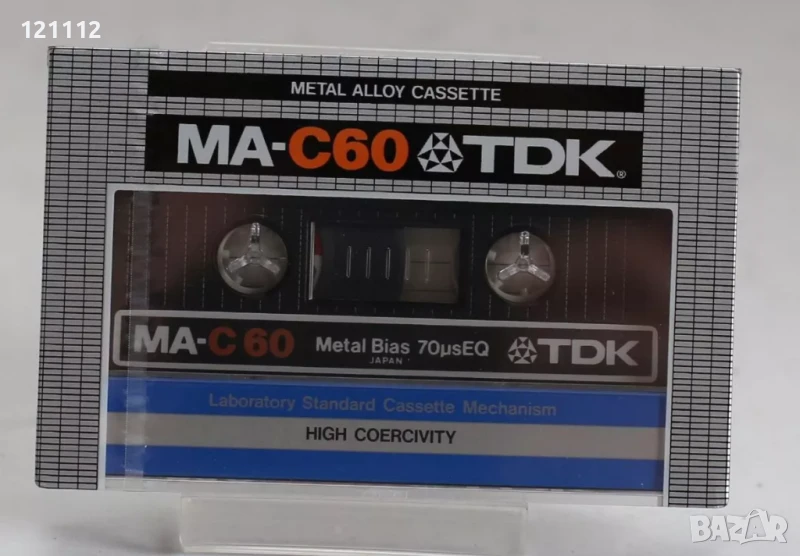 121112
METAL ALLOY CASSETTE
MA-C60 TDK®
MA-C60 Metal Bias 70µsEQ TDK
JAPAN
Laboratory Standard Cassette Mechanism
HIGH COERCIVITY
BAZAR